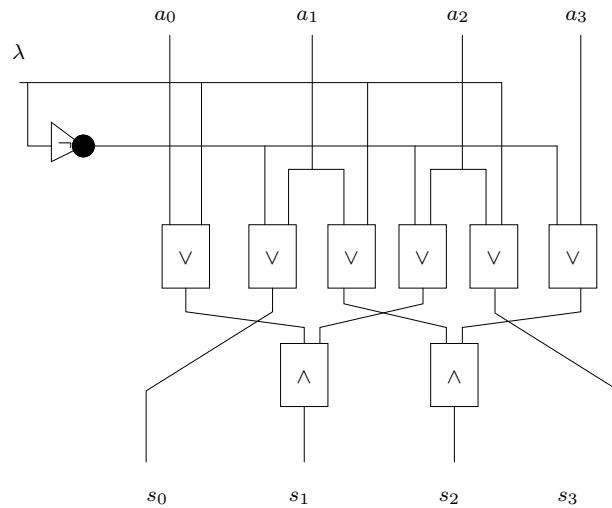 a₀ a₁ a₂ a₃
λ
¬
∨ ∨ ∨ ∨ ∨ ∨
∧ ∧
s₀ s₁ s₂ s₃